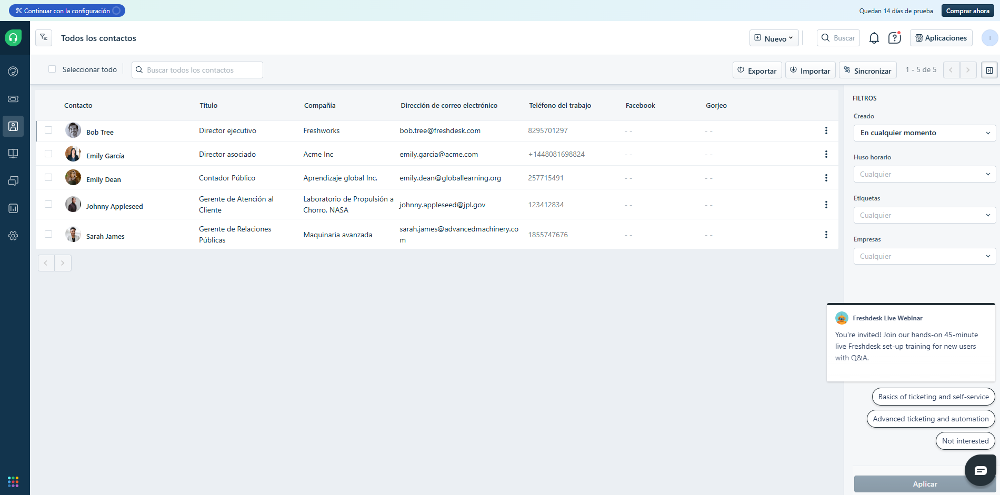 Continuar con la configuración
Quedan 14 días de prueba
Comprar ahora
Todos los contactos
Nuevo
Buscar
Aplicaciones
I
Seleccionar todo
Buscar todos los contactos
Exportar
Importar
Sincronizar
1 - 5 de 5
Contacto Título Compañía Dirección de correo electrónico Teléfono del trabajo Facebook Gorjeo
Bob Tree Director ejecutivo Freshworks bob.tree@freshdesk.com 8295701297 - - - -
Emily García Director asociado Acme Inc emily.garcia@acme.com +1448081698824 - - - -
Emily Dean Contador Público Aprendizaje global Inc. emily.dean@globallearning.org 257715491 - - - -
Johnny Appleseed
Gerente de Atención al
Cliente
Laboratorio de Propulsión a
Chorro, NASA
johnny.appleseed@jpl.gov 123412834 - - - -
Sarah James
Gerente de Relaciones
Públicas
Maquinaria avanzada
sarah.james@advancedmachinery.co
m
1855747676 - - - -
FILTROS
Creado
En cualquier momento
Huso horario
Cualquier
Etiquetas
Cualquier
Empresas
Cualquier
Freshdesk Live Webinar
You're invited! Join our hands-on 45-minute
live Freshdesk set-up training for new users
with Q&A.
Basics of ticketing and self-service
Advanced ticketing and automation
Not interested
Aplicar